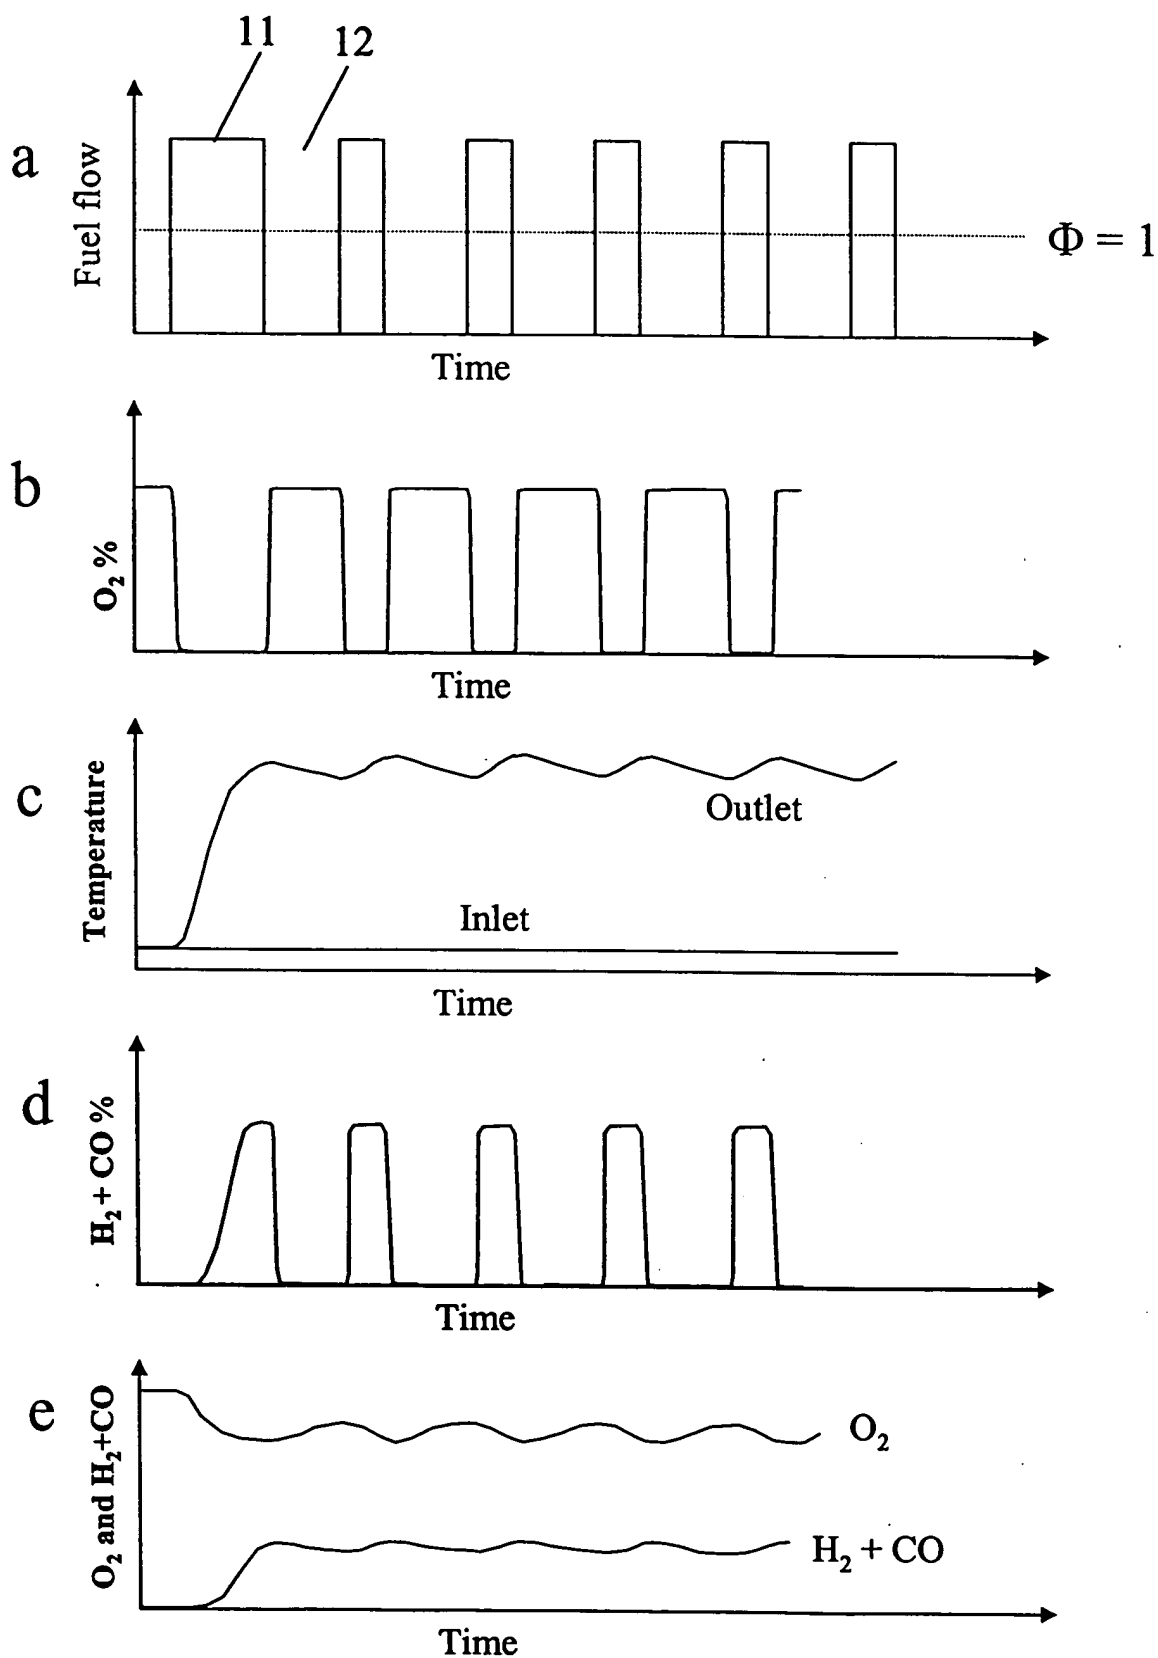 11
12
a
Fuel flow
Φ = 1
Time
b
O₂ %
Time
c
Temperature
Outlet
Inlet
Time
d
H₂ + CO %
Time
e
O₂ and H₂+CO
O₂
H₂ + CO
Time